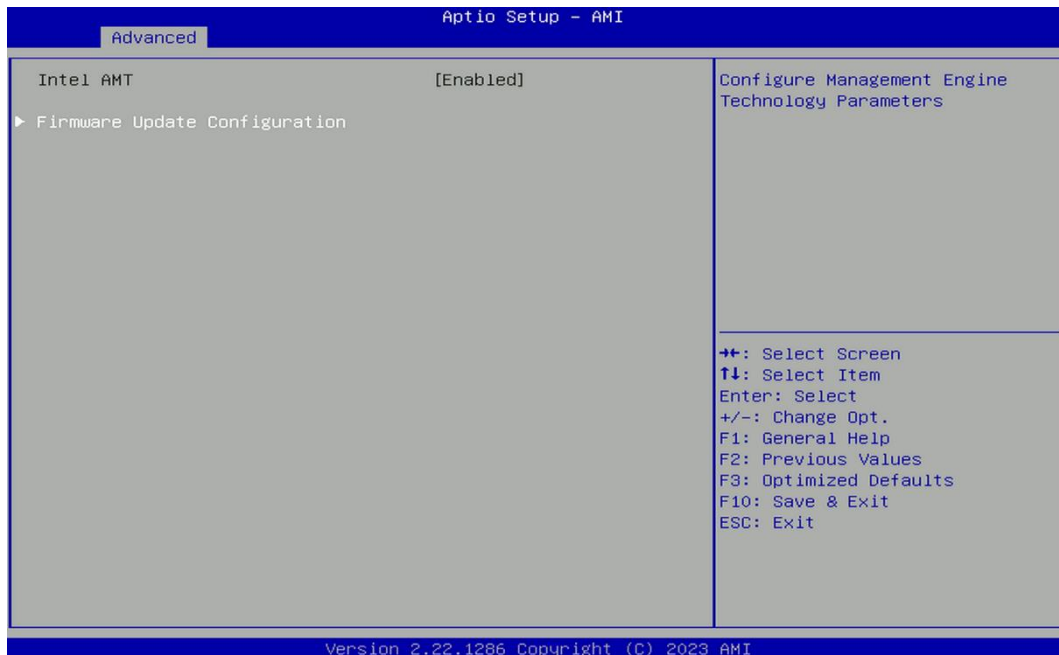 Aptio Setup – AMI
Advanced
Intel AMT [Enabled]
▶ Firmware Update Configuration
Configure Management Engine
Technology Parameters
→←: Select Screen
↑↓: Select Item
Enter: Select
+/-: Change Opt.
F1: General Help
F2: Previous Values
F3: Optimized Defaults
F10: Save & Exit
ESC: Exit
Version 2.22.1286 Copyright (C) 2023 AMI